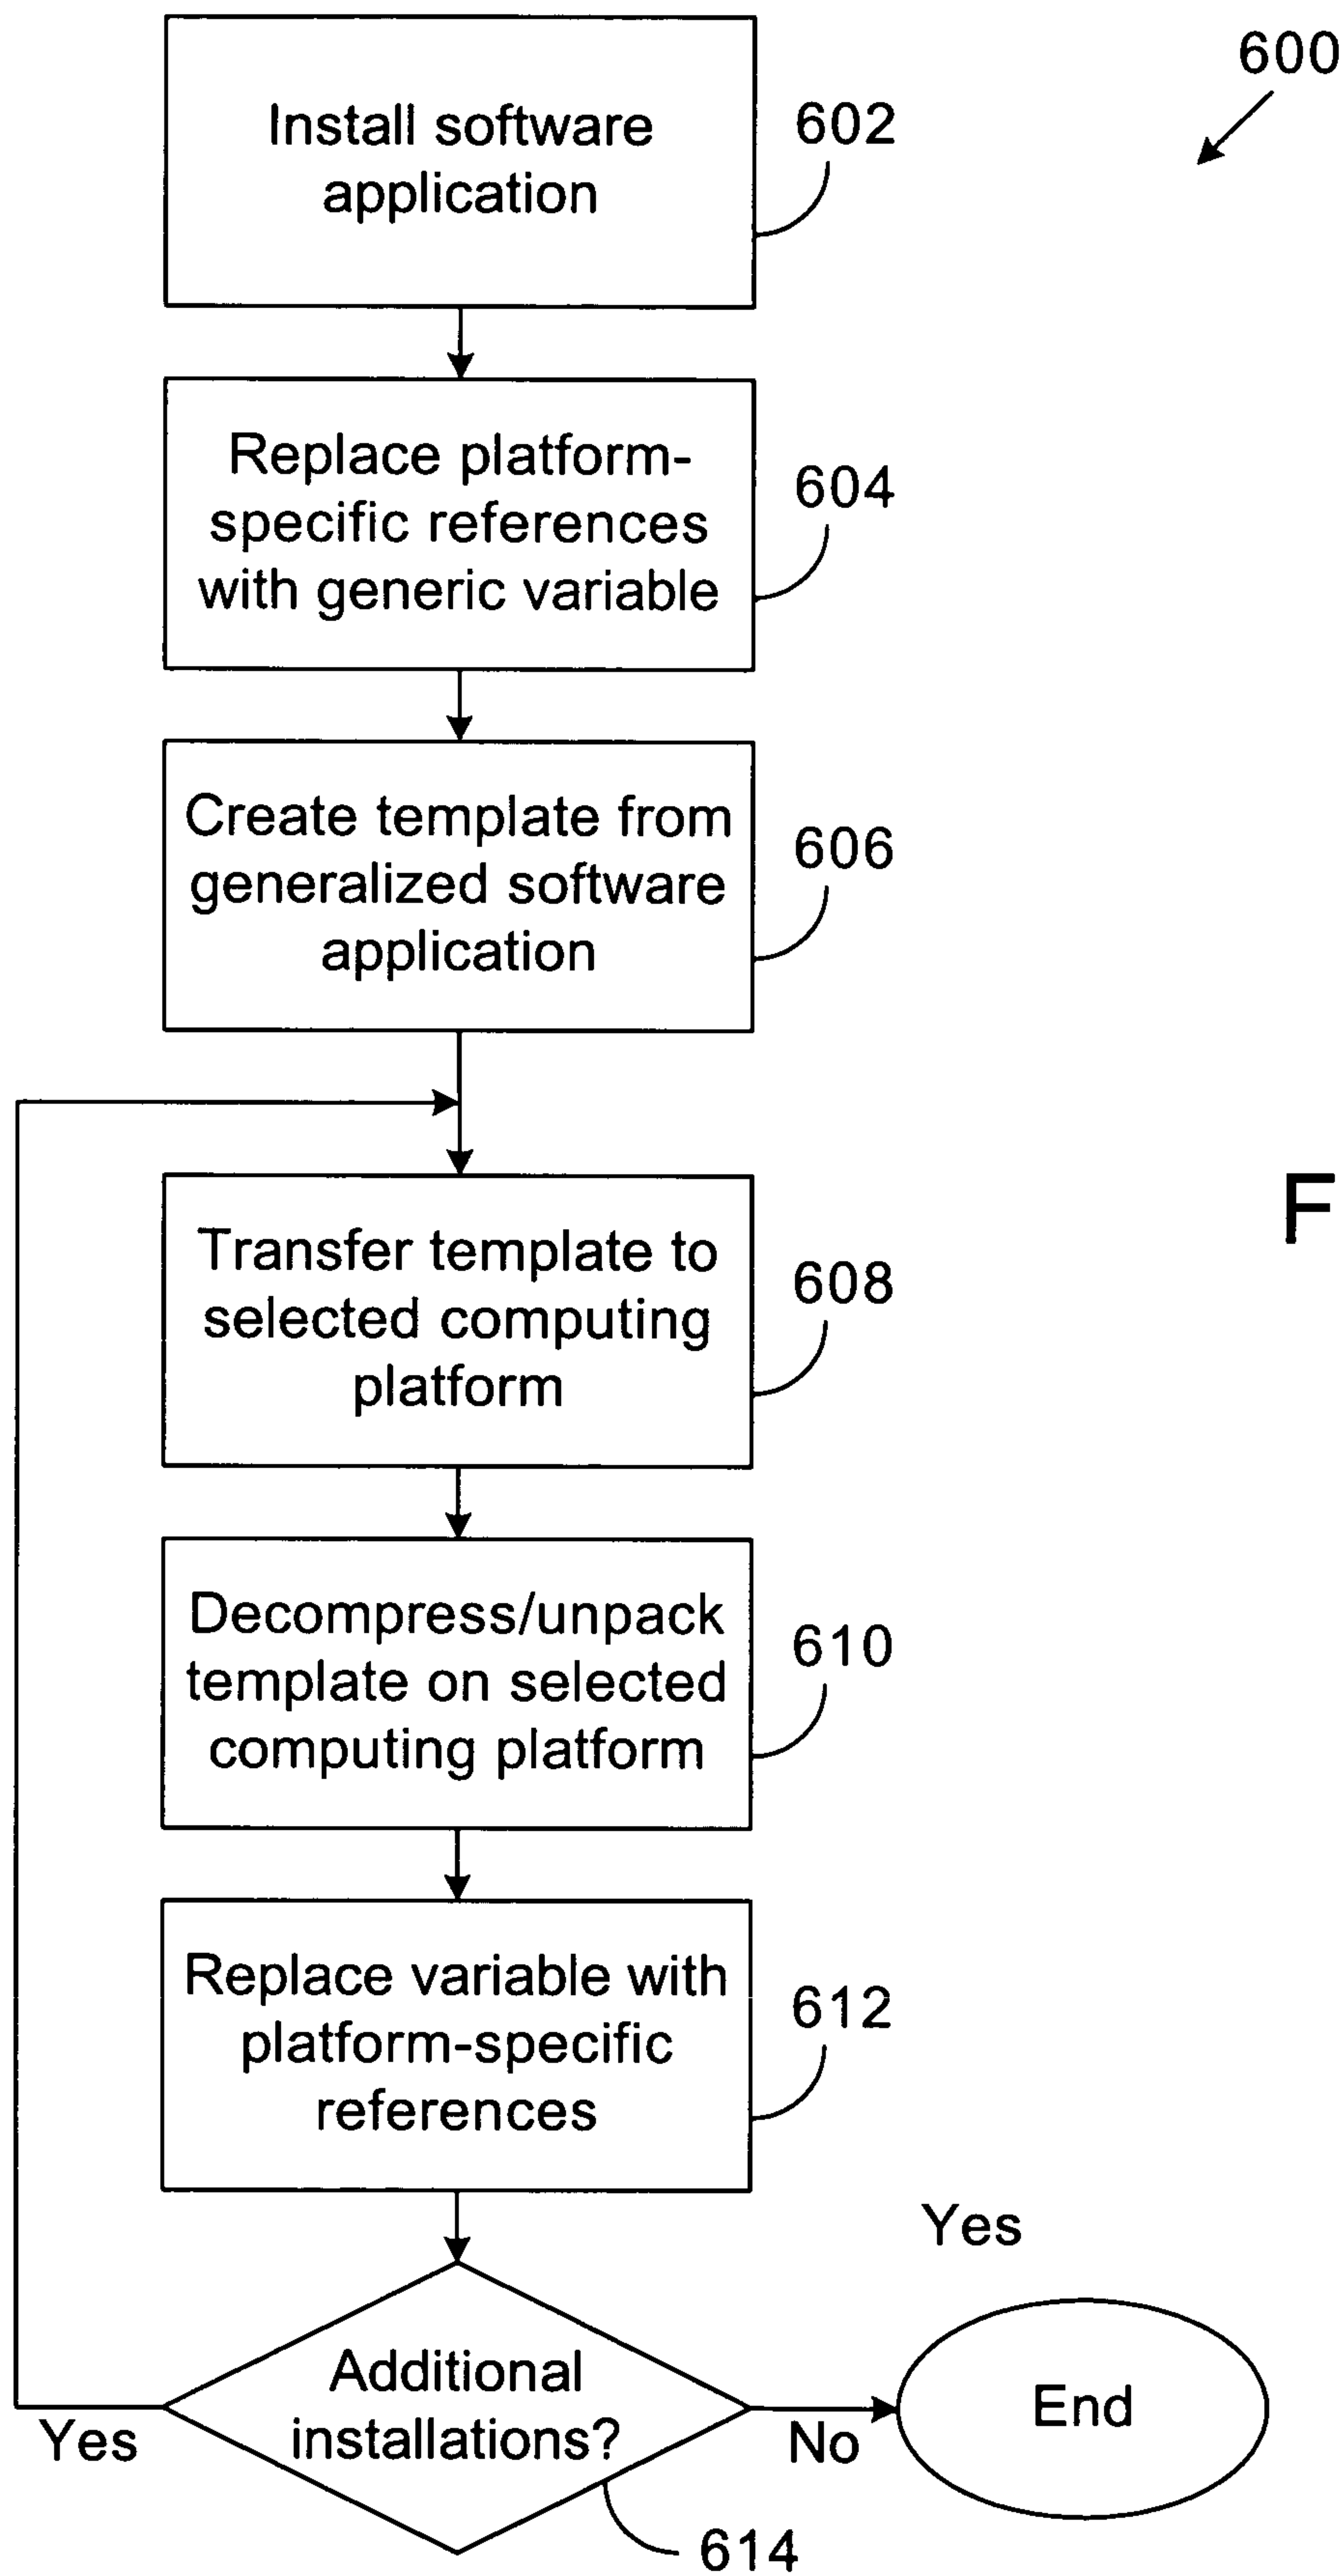 600
Install software
application
602
Replace platform-
specific references
with generic variable
604
Create template from
generalized software
application
606
F
Transfer template to
selected computing
platform
608
Decompress/unpack
template on selected
computing platform
610
Replace variable with
platform-specific
references
612
Yes
Additional
installations?
Yes
No
End
614